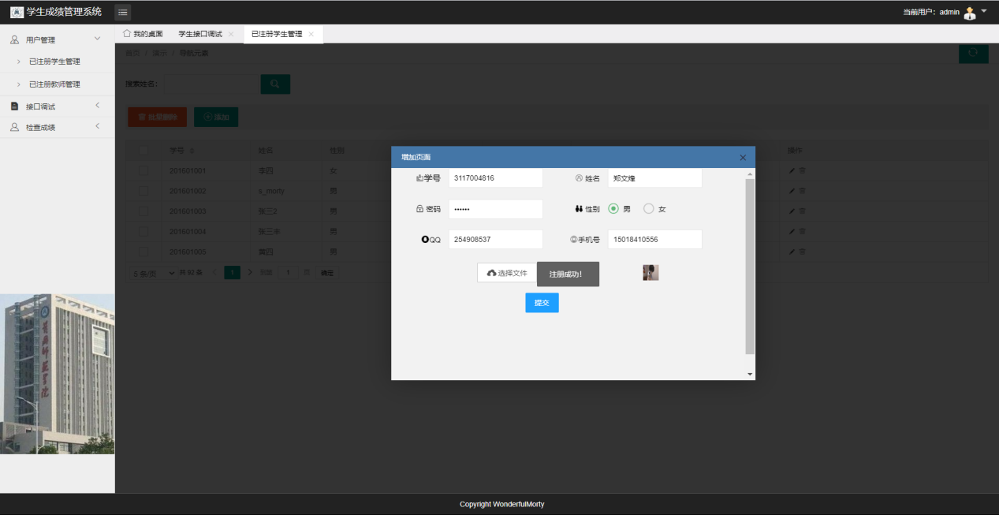 学生成绩管理系统
当前用户：admin
用户管理
已注册学生管理
已注册教师管理
接口调试
检查成绩
我的桌面 学生接口调试 已注册学生管理
首页 / 演示 / 导航元素
搜索姓名：
批量删除 添加
学号 姓名 性别 操作
201601001 李四 女
201601002 s_morty 男
201601003 张三2 男
201601004 张三丰 男
201601005 黄四 男
5 条/页 共 92 条 1 到第 1 页 确定
增加页面
学号 3117004816 姓名 郑文烽
密码 •••••• 性别 男 女
QQ 254908537 手机号 15018410556
选择文件 注册成功！
提交
Copyright WonderfulMorty